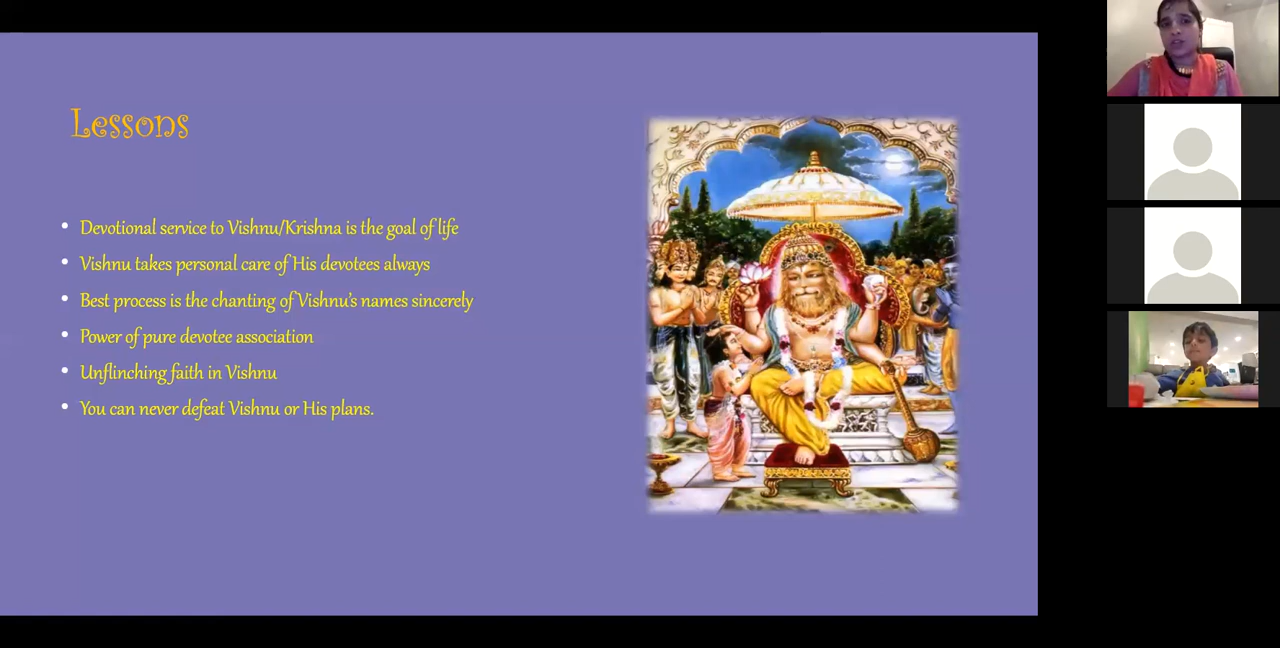 Lessons
Devotional service to Vishnu/Krishna is the goal of life
Vishnu takes personal care of His devotees always
Best process is the chanting of Vishnu's names sincerely
Power of pure devotee association
Unflinching faith in Vishnu
You can never defeat Vishnu or His plans.